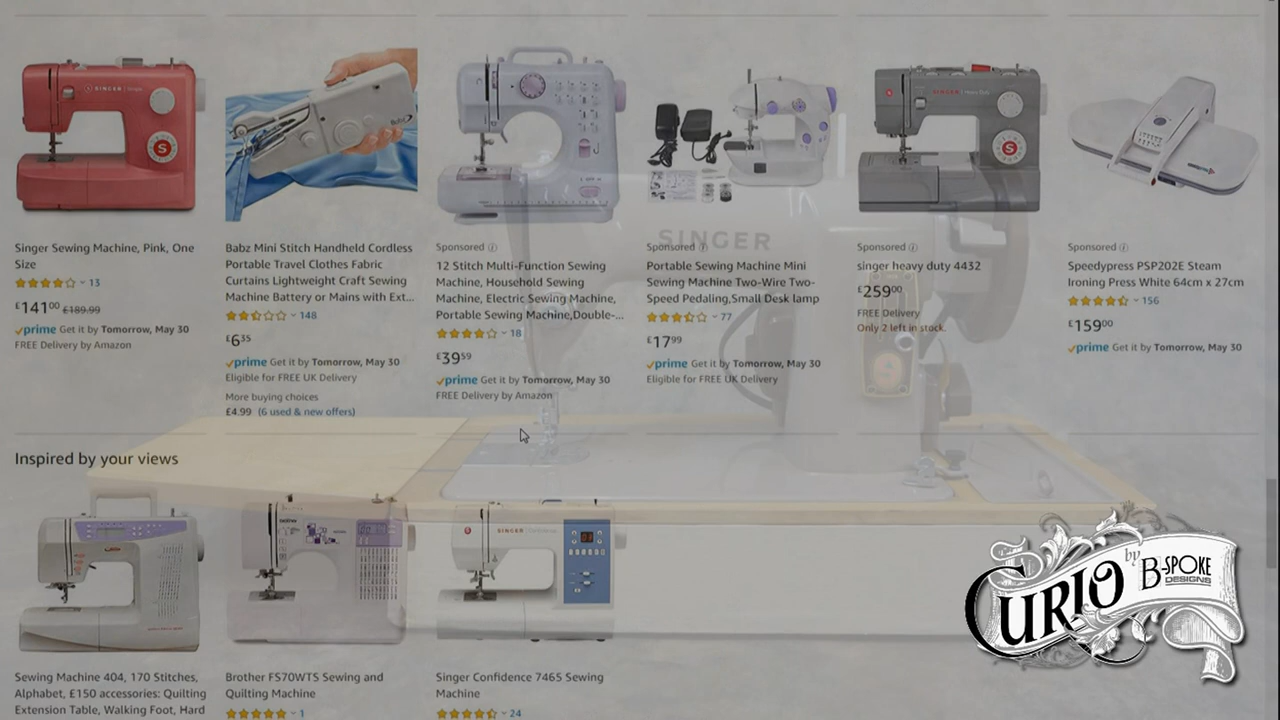 SINGER
Singer Sewing Machine, Pink, One
Size
13
£141.00 £189.99
prime Get it by Tomorrow, May 30
FREE Delivery by Amazon
Babz
Babz Mini Stitch Handheld Cordless
Portable Travel Clothes Fabric
Curtains Lightweight Craft Sewing
Machine Battery or Mains with Ext...
148
£6.35
prime Get it by Tomorrow, May 30
Eligible for FREE UK Delivery
More buying choices
£4.99 (6 used & new offers)
Sponsored
12 Stitch Multi-Function Sewing
Machine, Household Sewing
Machine, Electric Sewing Machine,
Portable Sewing Machine,Double-...
18
£39.59
prime Get it by Tomorrow, May 30
FREE Delivery by Amazon
Sponsored
Portable Sewing Machine Mini
Sewing Machine Two-Wire Two-
Speed Pedaling,Small Desk lamp
77
£17.99
prime Get it by Tomorrow, May 30
Eligible for FREE UK Delivery
SINGER
S
Sponsored
singer heavy duty 4432
£259.00
FREE Delivery
Only 2 left in stock.
Sponsored
Speedypress PSP202E Steam
Ironing Press White 64cm x 27cm
156
£159.00
prime Get it by Tomorrow, May 30
SINGER
Inspired by your views
Sewing Machine 404, 170 Stitches,
Alphabet, £150 accessories: Quilting
Extension Table, Walking Foot, Hard
brother
Brother FS70WTS Sewing and
Quilting Machine
1
SINGER
Singer Confidence 7465 Sewing
Machine
24
CURIO
by B-SPOKE
DESIGNS